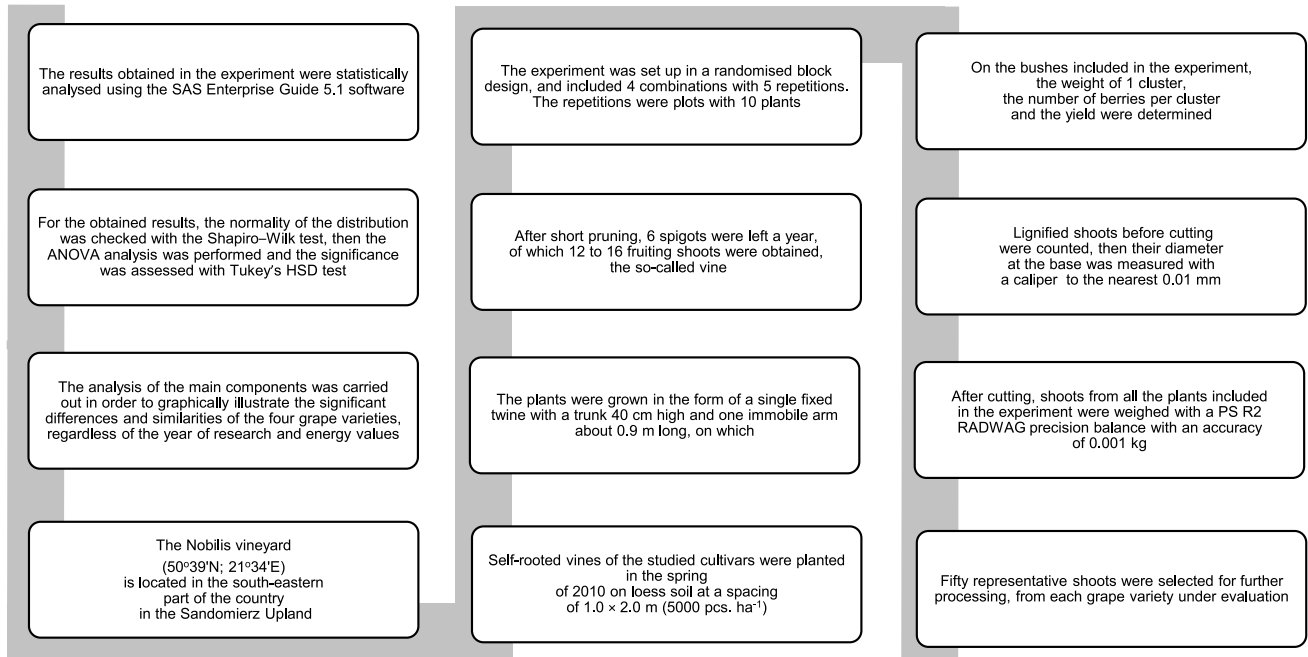 The results obtained in the experiment were statistically
analysed using the SAS Enterprise Guide 5.1 software
For the obtained results, the normality of the distribution
was checked with the Shapiro–Wilk test, then the
ANOVA analysis was performed and the significance
was assessed with Tukey's HSD test
The analysis of the main components was carried
out in order to graphically illustrate the significant
differences and similarities of the four grape varieties,
regardless of the year of research and energy values
The Nobilis vineyard
(50°39'N; 21°34'E)
is located in the south-eastern
part of the country
in the Sandomierz Upland
The experiment was set up in a randomised block
design, and included 4 combinations with 5 repetitions.
The repetitions were plots with 10 plants
After short pruning, 6 spigots were left a year,
of which 12 to 16 fruiting shoots were obtained,
the so-called vine
The plants were grown in the form of a single fixed
twine with a trunk 40 cm high and one immobile arm
about 0.9 m long, on which
Self-rooted vines of the studied cultivars were planted
in the spring
of 2010 on loess soil at a spacing
of 1.0 × 2.0 m (5000 pcs. ha⁻¹)
On the bushes included in the experiment,
the weight of 1 cluster,
the number of berries per cluster
and the yield were determined
Lignified shoots before cutting
were counted, then their diameter
at the base was measured with
a caliper to the nearest 0.01 mm
After cutting, shoots from all the plants included
in the experiment were weighed with a PS R2
RADWAG precision balance with an accuracy
of 0.001 kg
Fifty representative shoots were selected for further
processing, from each grape variety under evaluation